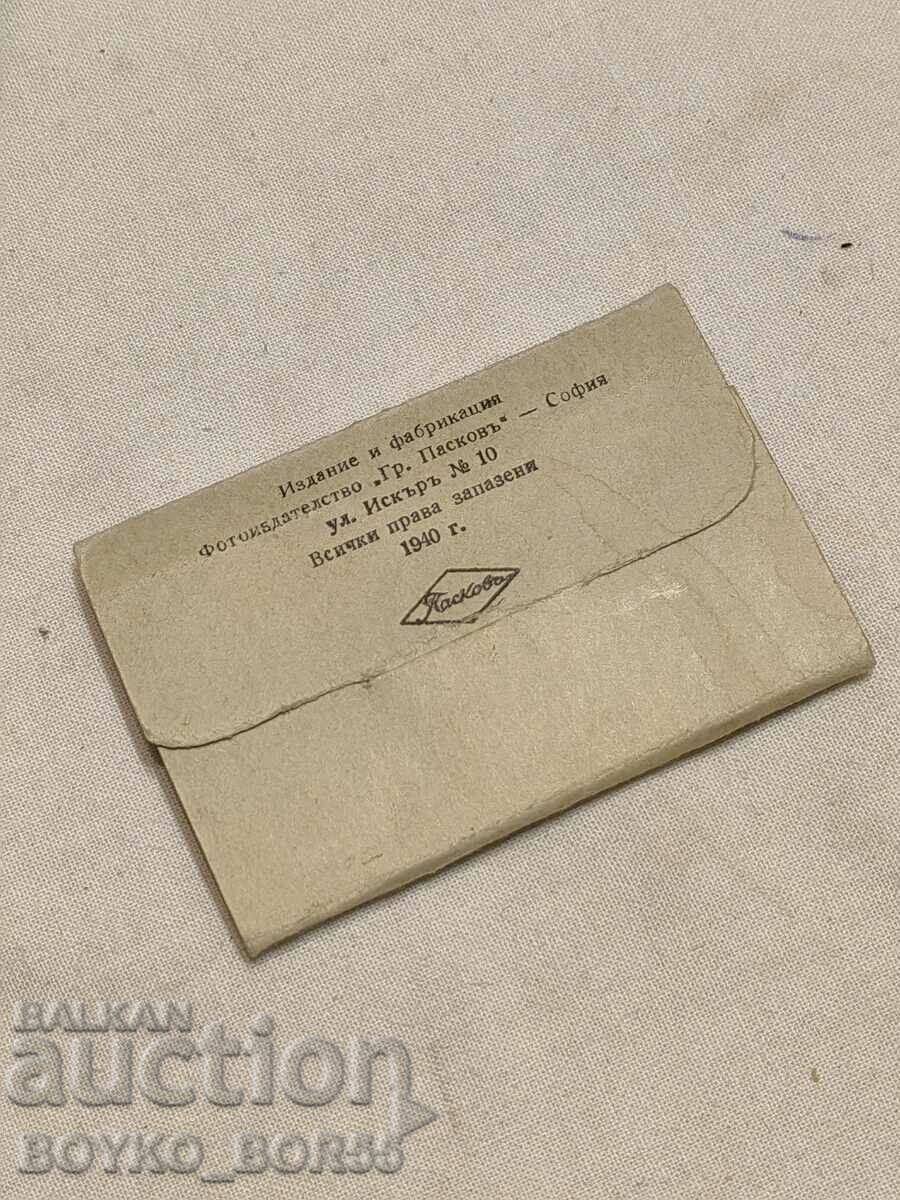 Издание и фабрикация
Фотоиздателство „Гр. Пасковъ“ — София
ул. Искъръ № 10
Всички права запазени
1940 г.
Пасковъ
BALKAN
auction
BOYKO_BOR55